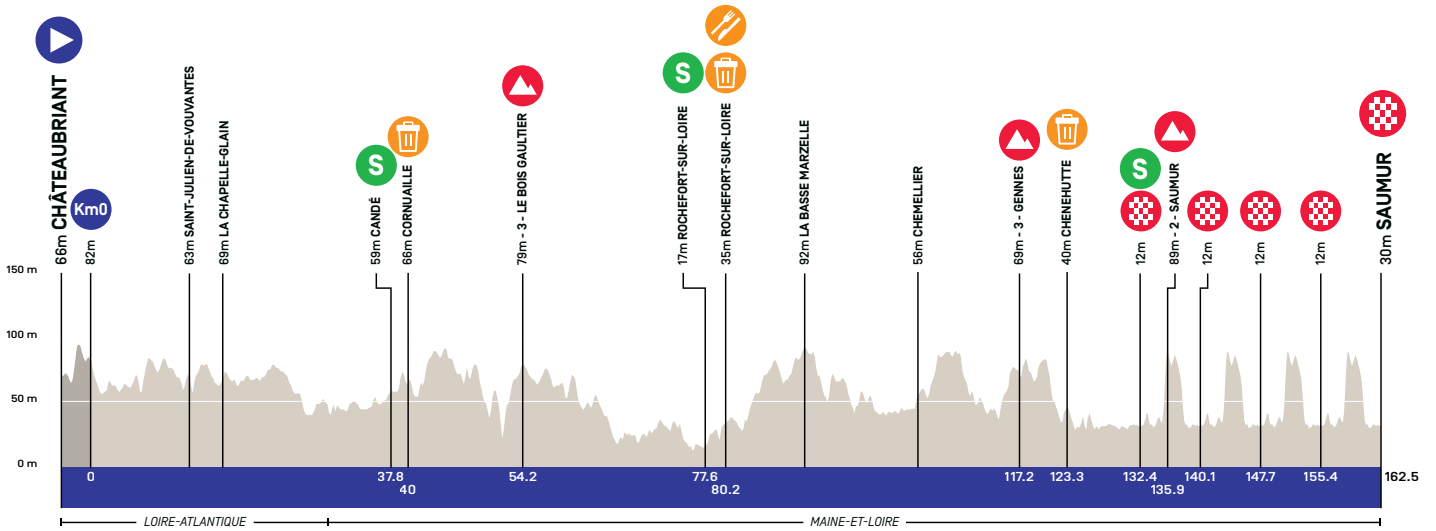 66m CHÂTEAUBRIANT
Km0
82m
63m SAINT-JULIEN-DE-VOUVANTES
69m LA CHAPELLE-GLAIN
S
59m CANDÉ
66m CORNUAILLE
79m - 3 - LE BOIS GAULTIER
S
17m ROCHEFORT-SUR-LOIRE
35m ROCHEFORT-SUR-LOIRE
92m LA BASSE MARZELLE
56m CHEMELLIER
69m - 3 - GENNES
40m CHENEHUTTE
S
12m
89m - 2 - SAUMUR
12m
12m
12m
30m SAUMUR
150 m
100 m
50 m
0 m
0
37.8
40
54.2
77.6
80.2
117.2
123.3
132.4
135.9
140.1
147.7
155.4
162.5
LOIRE-ATLANTIQUE
MAINE-ET-LOIRE